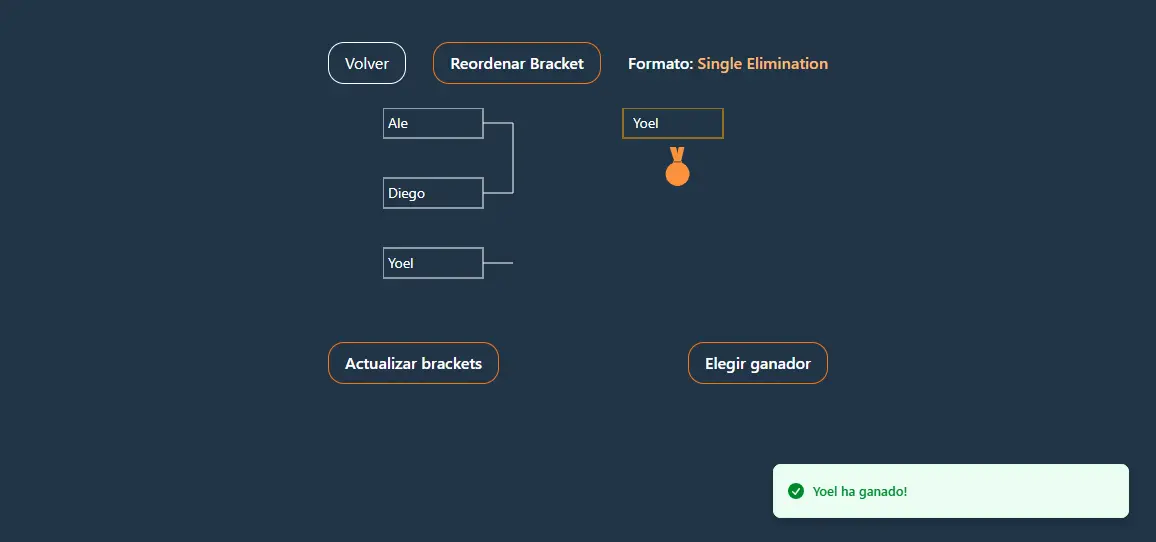 Volver
Reordenar Bracket
Formato: Single Elimination
Ale
Yoel
Diego
Yoel
Actualizar brackets
Elegir ganador
Yoel ha ganado!